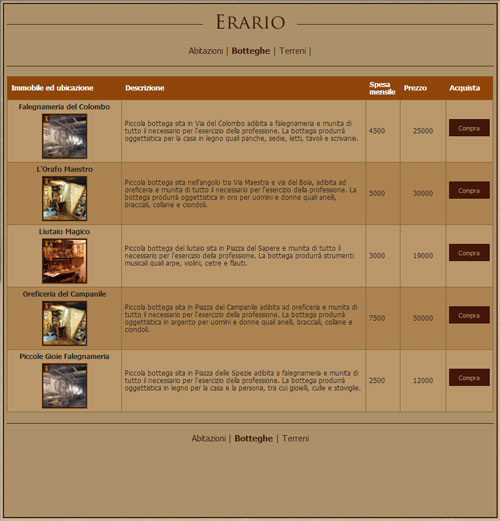 Erario
Abitazioni | Botteghe | Terreni |
Immobile ed ubicazione
Descrizione
Spesa
mensile
Prezzo
Acquista
Falegnameria del Colombo
Piccola bottega sita in Via del Colombo adibita a falegnameria e munita di
tutto il necessario per l'esercizio della professione. La bottega produrrà
oggettistica per la casa in legno quali panche, sedie, letti, tavoli e scrivanie.
4500
25000
Compra
L'Orafo Maestro
Piccola bottega sita nell'angolo tra Via Maestra e via del Boia, adibita ad
oreficeria e munita di tutto il necessario per l'esercizio della professione. La
bottega produrrà oggettistica in oro per uomini e donne quali anelli,
bracciali, collane e ciondoli.
5000
30000
Compra
Liutaio Magico
Piccola bottega del liutaio sita in Piazza del Sapere e munita di tutto il
necessario per l'esercizio della professione. La bottega produrrà strumenti
musicali quali arpe, violini, cetre e flauti.
3000
19000
Compra
Oreficeria del Campanile
Piccola bottega sita in Piazza del Campanile adibita ad oreficeria e munita di
tutto il necessario per l'esercizio della professione. La bottega produrrà
oggettistica in argento per uomini e donne quali anelli, bracciali, collane e
ciondoli.
7500
50000
Compra
Piccole Gioie Falegnameria
Piccola bottega sita in Piazza delle Spezie adibita a falegnameria e munita di
tutto il necessario per l'esercizio della professione. La bottega produrrà
oggettistica in legno per la casa e la persona, tra cui gioielli, culle e stoviglie.
2500
12000
Compra
Abitazioni | Botteghe | Terreni